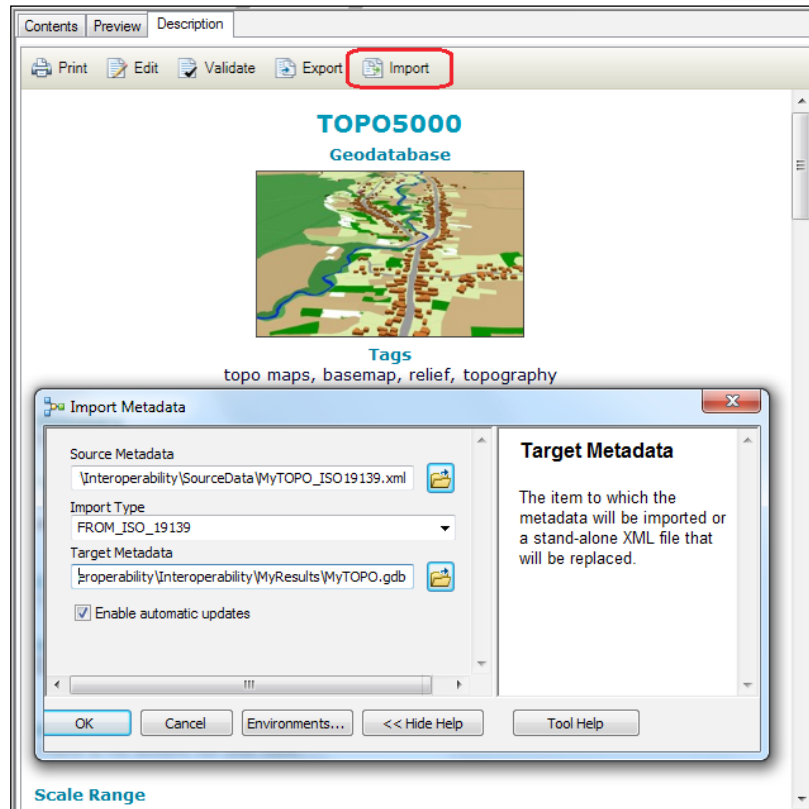 Contents Preview Description
Print Edit Validate Export Import
TOPO5000
Geodatabase
Tags
topo maps, basemap, relief, topography
Import Metadata
Source Metadata
\Interoperability\SourceData\MyTOPO_ISO19139.xml
Import Type
FROM_ISO_19139
Target Metadata
eroperability\Interoperability\MyResults\MyTOPO.gdb
Enable automatic updates
Target Metadata
The item to which the
metadata will be imported or
a stand-alone XML file that
will be replaced.
OK Cancel Environments... << Hide Help Tool Help
Scale Range